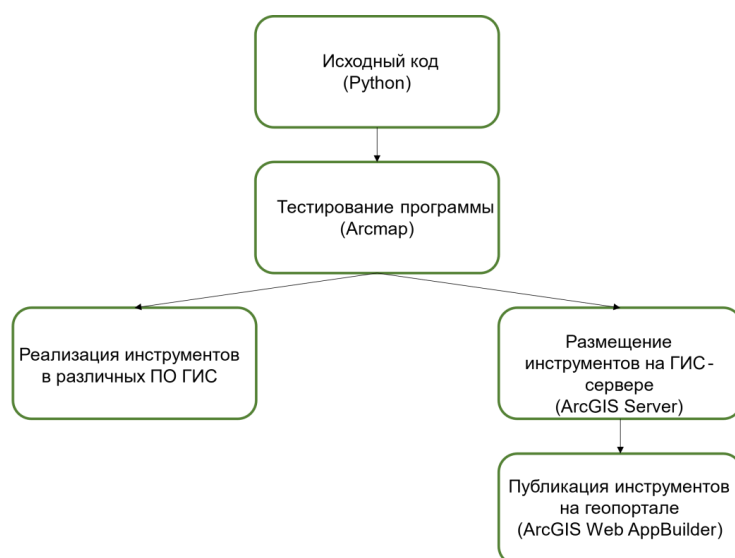 Исходный код
(Python)
Тестирование программы
(Arcmap)
Реализация инструментов
в различных ПО ГИС
Размещение
инструментов на ГИС-
сервере
(ArcGIS Server)
Публикация инструментов
на геопортале
(ArcGIS Web AppBuilder)